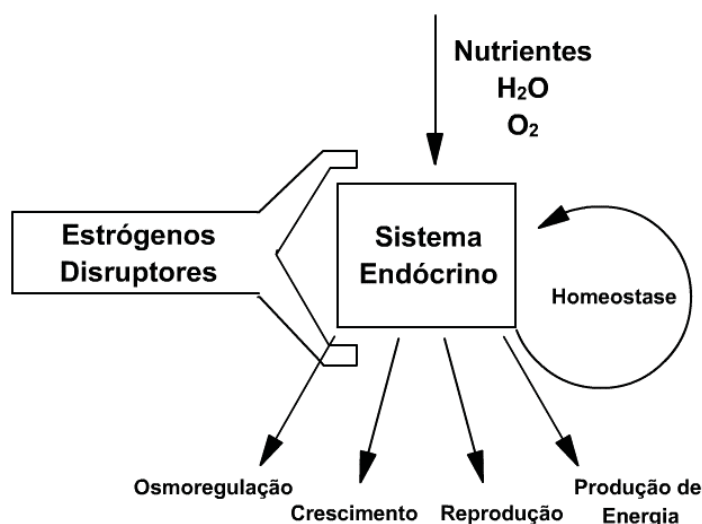 Nutrientes
H₂O
O₂
Estrógenos
Disruptores
Sistema
Endócrino
Homeostase
Osmoregulação
Crescimento
Reprodução
Produção de
Energia